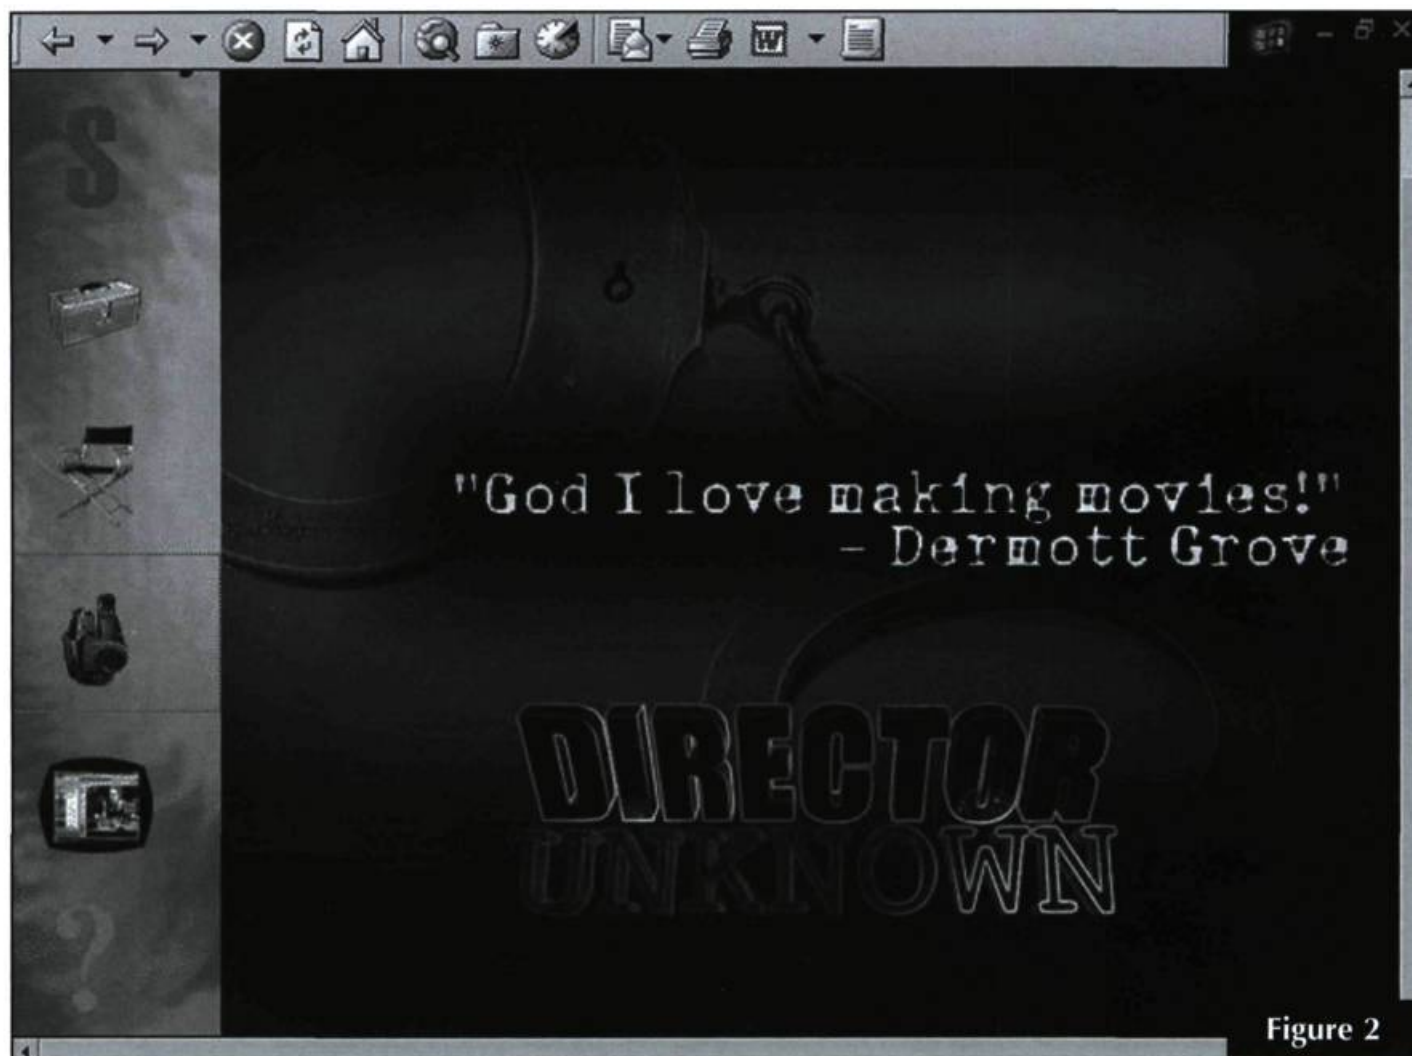 S
W
"God I love making movies!"
- Dermott Grove
DIRECTOR
UNKNOWN
?
Figure 2